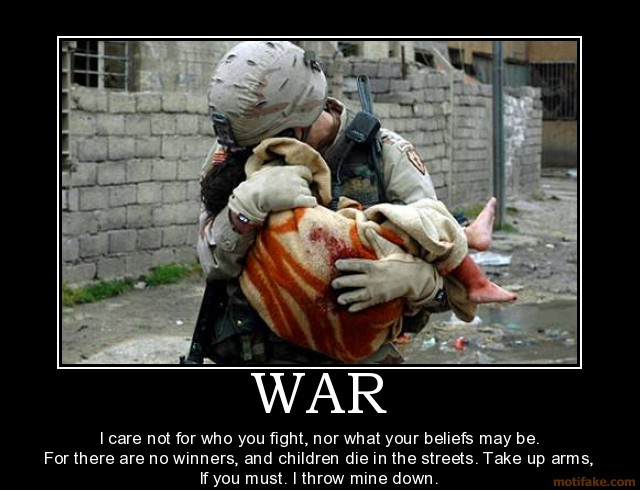 WAR
I care not for who you fight, nor what your beliefs may be.
For there are no winners, and children die in the streets. Take up arms,
If you must. I throw mine down.
motifake.com